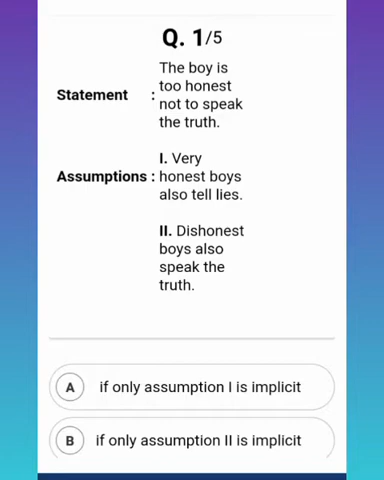 Q. 1/5
Statement : The boy is
too honest
not to speak
the truth.
Assumptions : I. Very
honest boys
also tell lies.
II. Dishonest
boys also
speak the
truth.
A if only assumption I is implicit
B if only assumption II is implicit